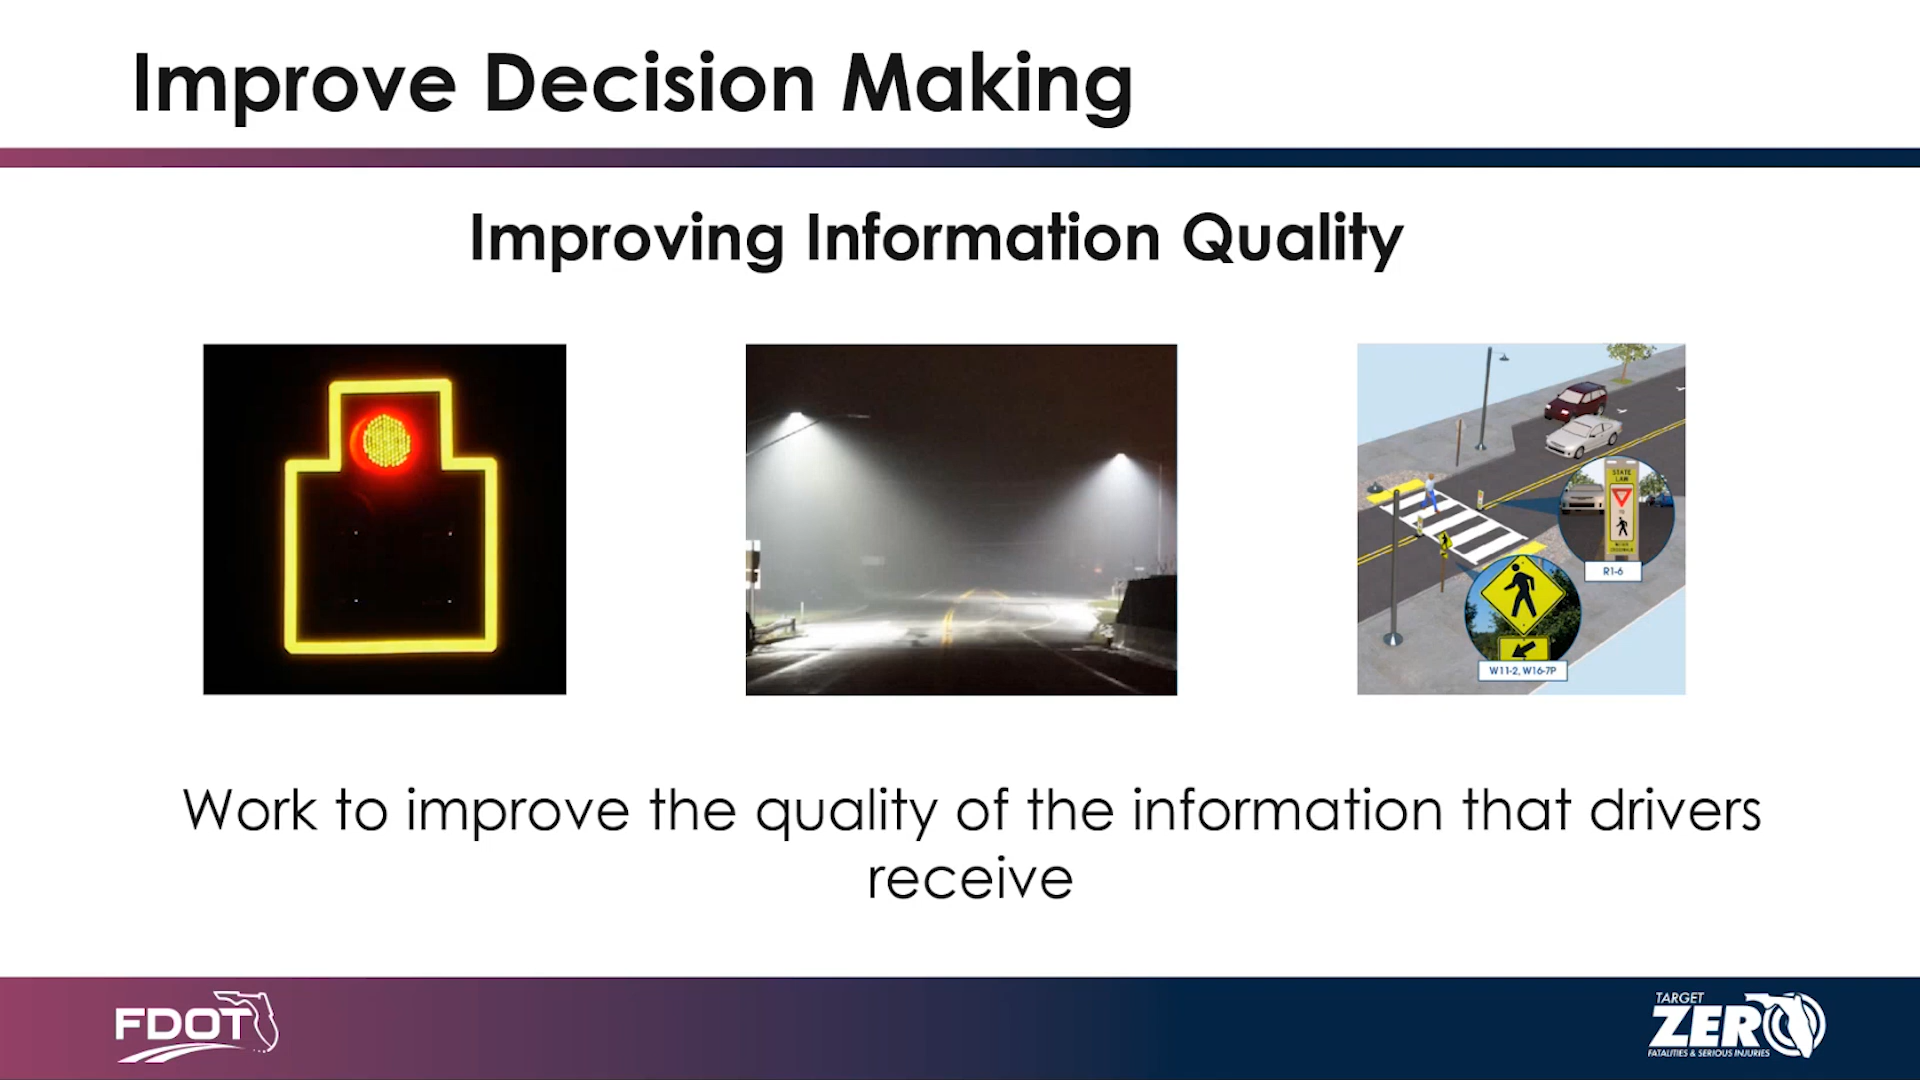 Improve Decision Making
Improving Information Quality
STATE
LAW
R1-6
W11-2, W16-7P
Work to improve the quality of the information that drivers
receive
FDOT
TARGET
ZERO
FATALITIES & SERIOUS INJURIES